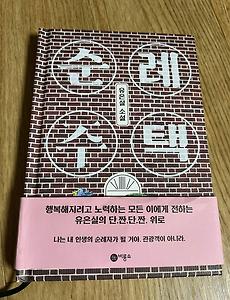 순 례
유은실 소설
수 택
행복해지려고 노력하는 모든 이에게 전하는
유은실의 단.짠.단.짠. 위로
나는 내 인생의 순례자가 될 거야. 관광객이 아니라.
비룡소